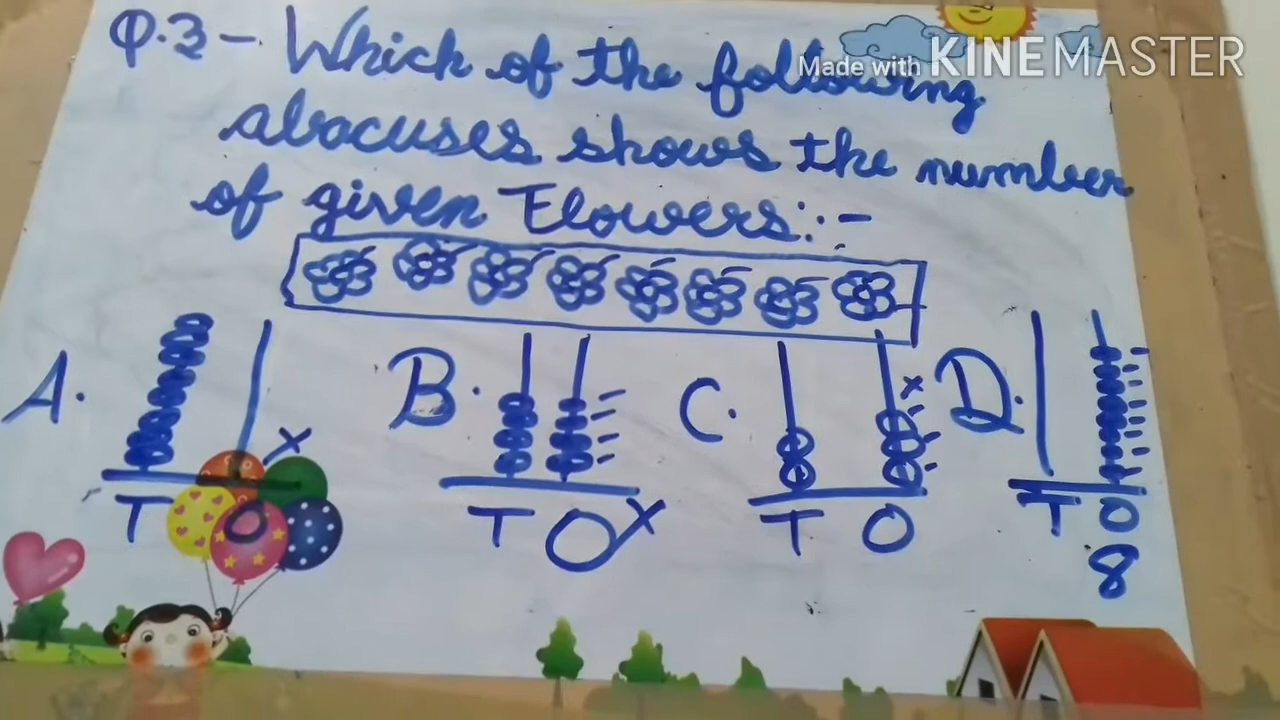 Made with KINEMASTER
Q.3 - Which of the following
abacuses shows the number
of given Flowers:-
A. B. C. D.
T O T O T O T O
8